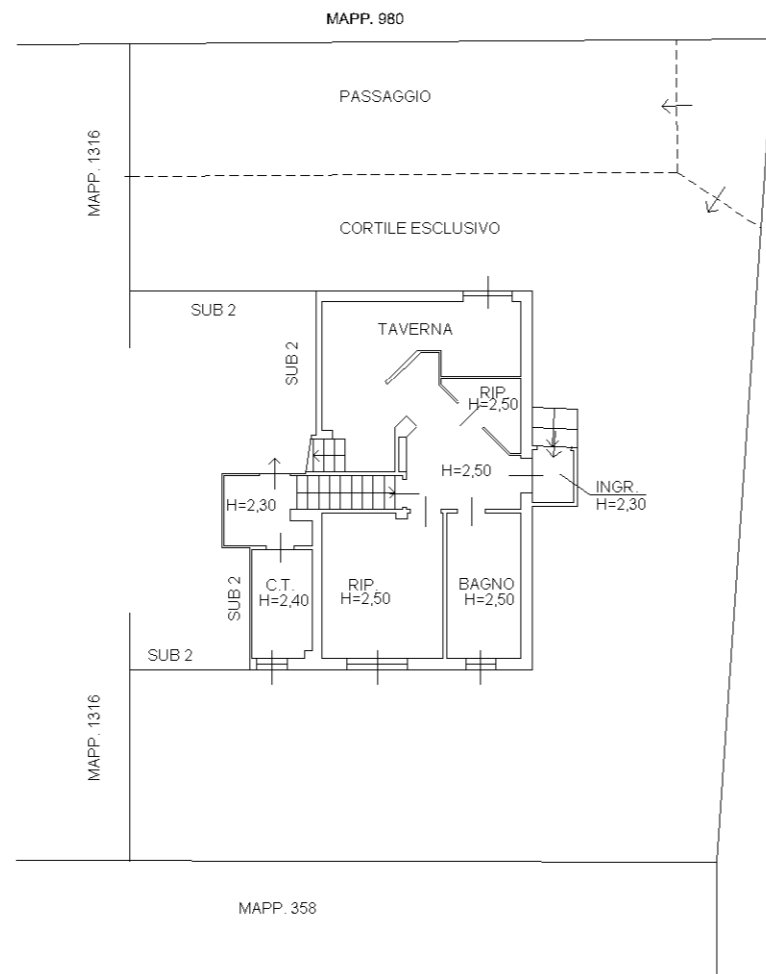 MAPP. 980
PASSAGGIO
MAPP. 1316
CORTILE ESCLUSIVO
SUB 2
TAVERNA
SUB 2
RIP.
H=2,50
H=2,50
INGR.
H=2,30
H=2,30
C.T.
H=2,40
RIP.
H=2,50
BAGNO
H=2,50
SUB 2
SUB 2
MAPP. 1316
MAPP. 358